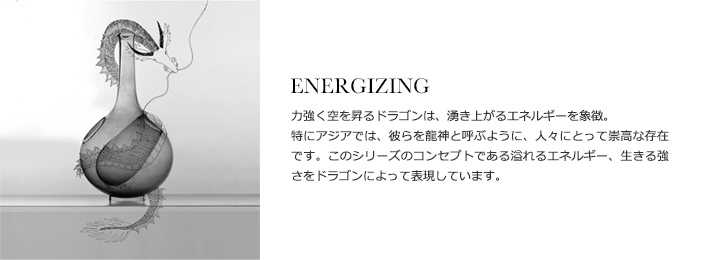 ENERGIZING
力強く空を昇るドラゴンは、湧き上がるエネルギーを象徴。
特にアジアでは、彼らを龍神と呼ぶように、人々にとって崇高な存在
です。このシリーズのコンセプトである溢れるエネルギー、生きる強
さをドラゴンによって表現しています。